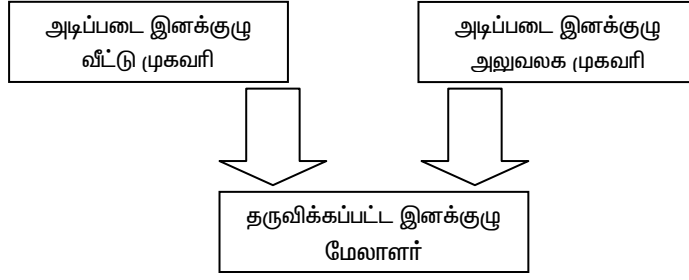 அடிப்படை இனக்குழு
வீட்டு முகவரி
அடிப்படை இனக்குழு
அலுவலக முகவரி
தருவிக்கப்பட்ட இனக்குழு
மேலாளர்